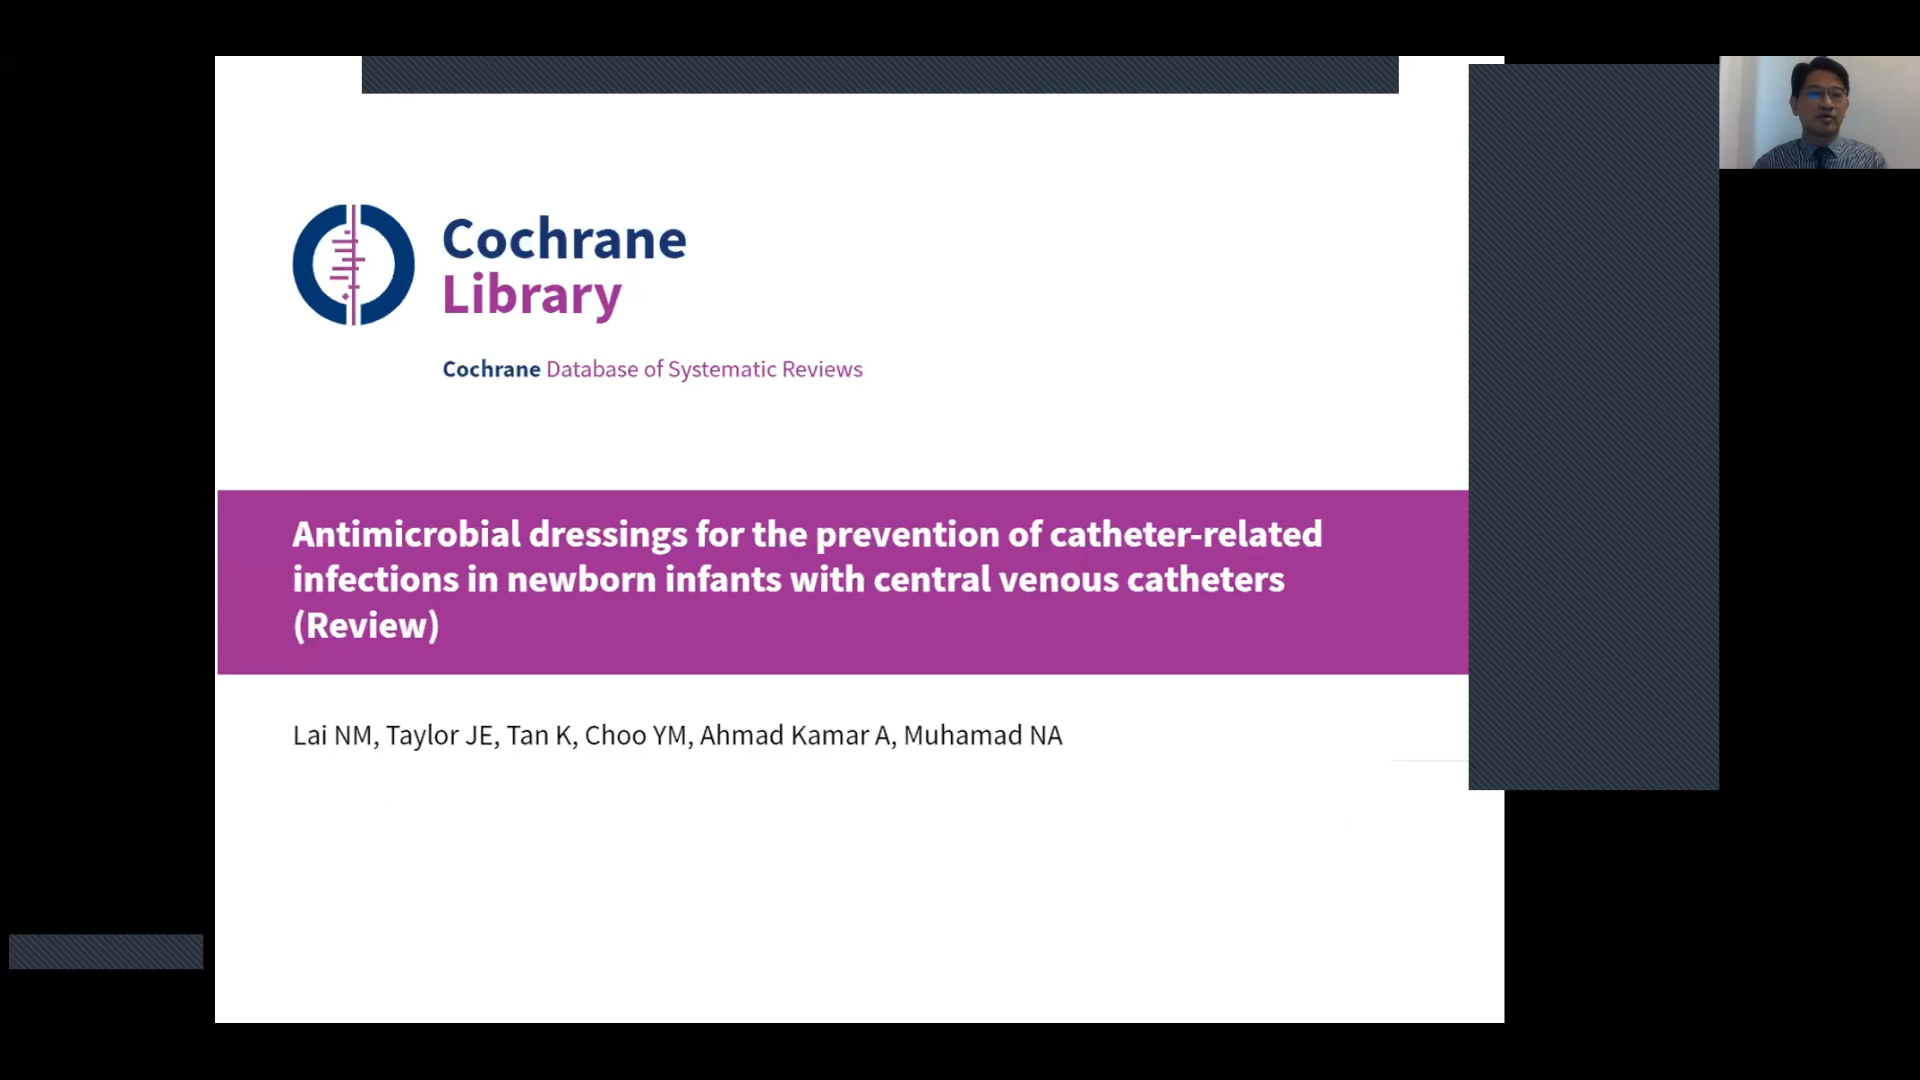 Cochrane
Library
Cochrane Database of Systematic Reviews
Antimicrobial dressings for the prevention of catheter-related
infections in newborn infants with central venous catheters
(Review)
Lai NM, Taylor JE, Tan K, Choo YM, Ahmad Kamar A, Muhamad NA